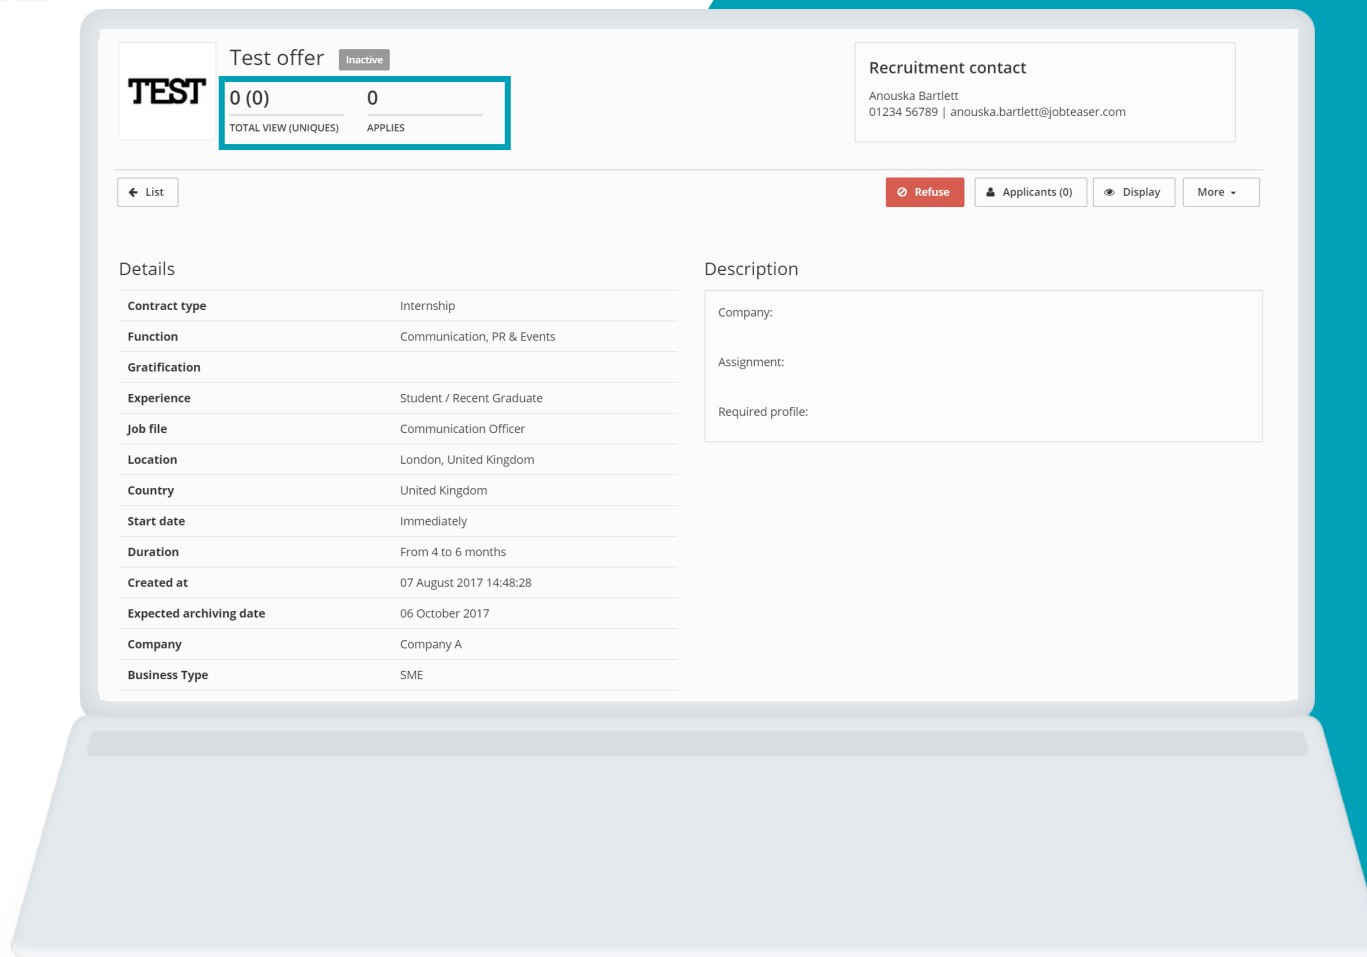 TEST
Test offer Inactive
0 (0) 0
TOTAL VIEW (UNIQUES) APPLIES
Recruitment contact
Anouska Bartlett
01234 56789 | anouska.bartlett@jobteaser.com
List Refuse Applicants (0) Display More
Details
Contract type Internship
Function Communication, PR & Events
Gratification
Experience Student / Recent Graduate
Job file Communication Officer
Location London, United Kingdom
Country United Kingdom
Start date Immediately
Duration From 4 to 6 months
Created at 07 August 2017 14:48:28
Expected archiving date 06 October 2017
Company Company A
Business Type SME
Description
Company:
Assignment:
Required profile: